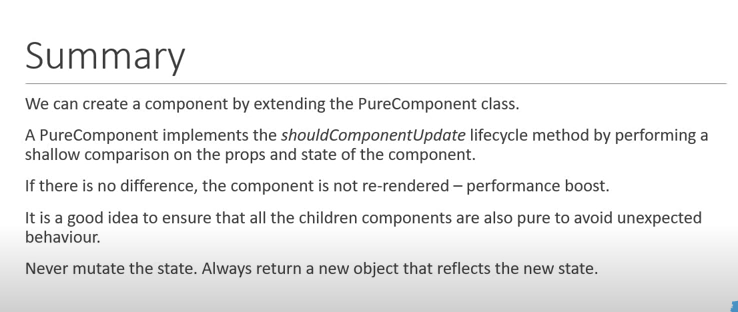 Summary
We can create a component by extending the PureComponent class.
A PureComponent implements the shouldComponentUpdate lifecycle method by performing a
shallow comparison on the props and state of the component.
If there is no difference, the component is not re-rendered – performance boost.
It is a good idea to ensure that all the children components are also pure to avoid unexpected
behaviour.
Never mutate the state. Always return a new object that reflects the new state.